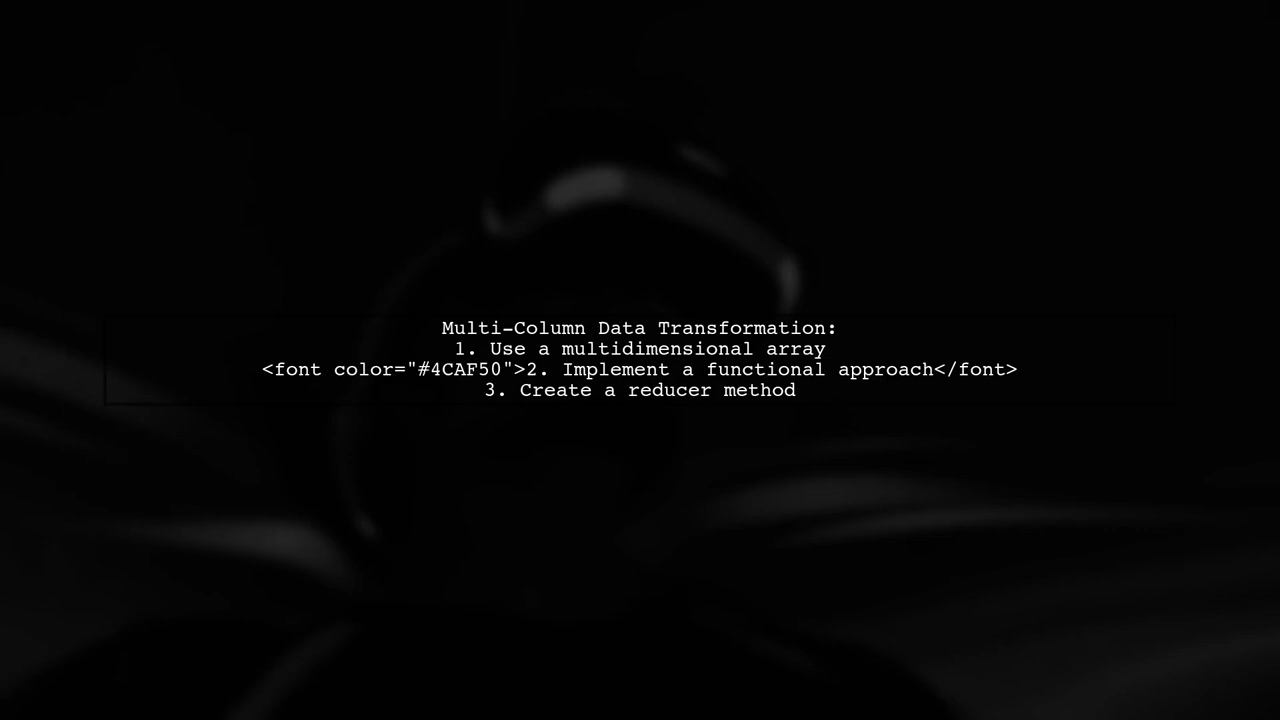 Multi-Column Data Transformation:
1. Use a multidimensional array
<font color="#4CAF50">2. Implement a functional approach</font>
3. Create a reducer method